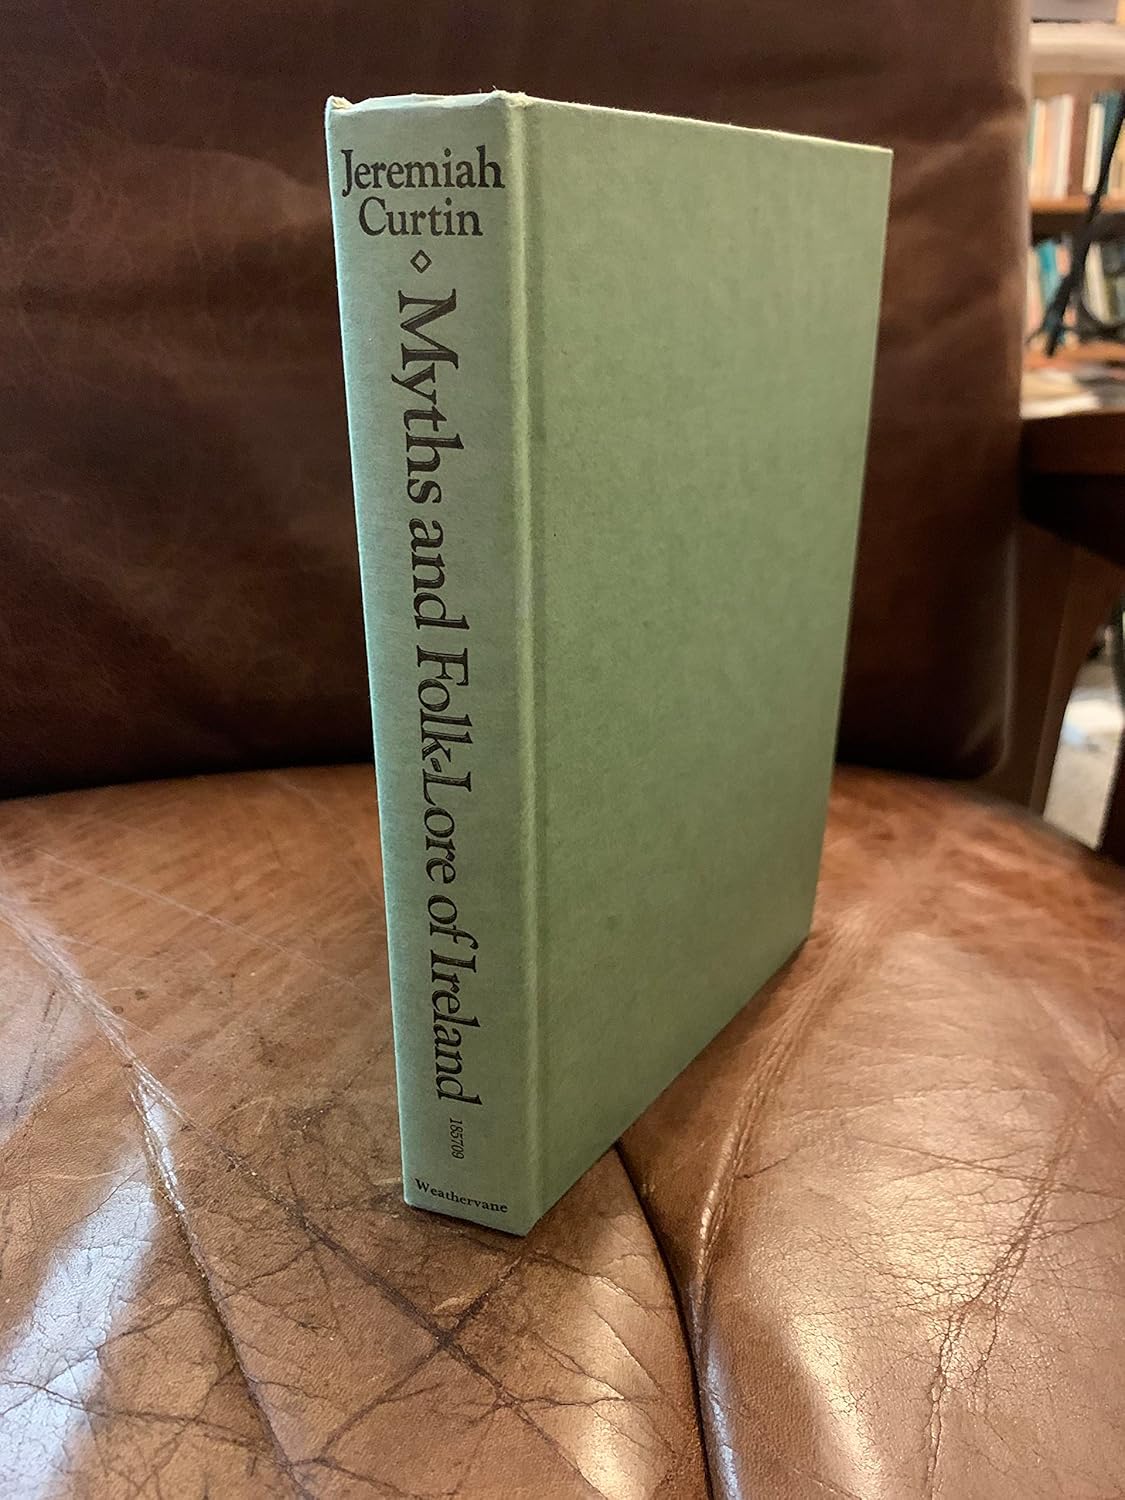 Jeremiah
Curtin
Myths and Folk-Lore of Ireland
185709
Weathervane